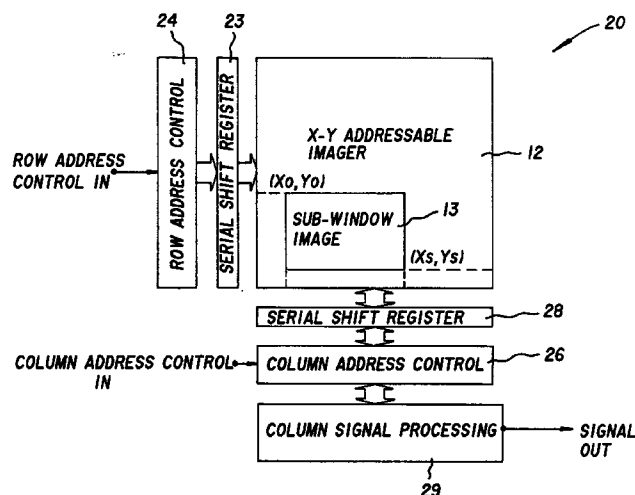 24
23
20
ROW ADDRESS CONTROL
SERIAL SHIFT REGISTER
X-Y ADDRESSABLE
IMAGER
12
ROW ADDRESS
CONTROL IN
(Xo, Yo)
SUB-WINDOW
IMAGE
13
(Xs, Ys)
SERIAL SHIFT REGISTER
28
COLUMN ADDRESS CONTROL
IN
COLUMN ADDRESS CONTROL
26
COLUMN SIGNAL PROCESSING
SIGNAL
OUT
29